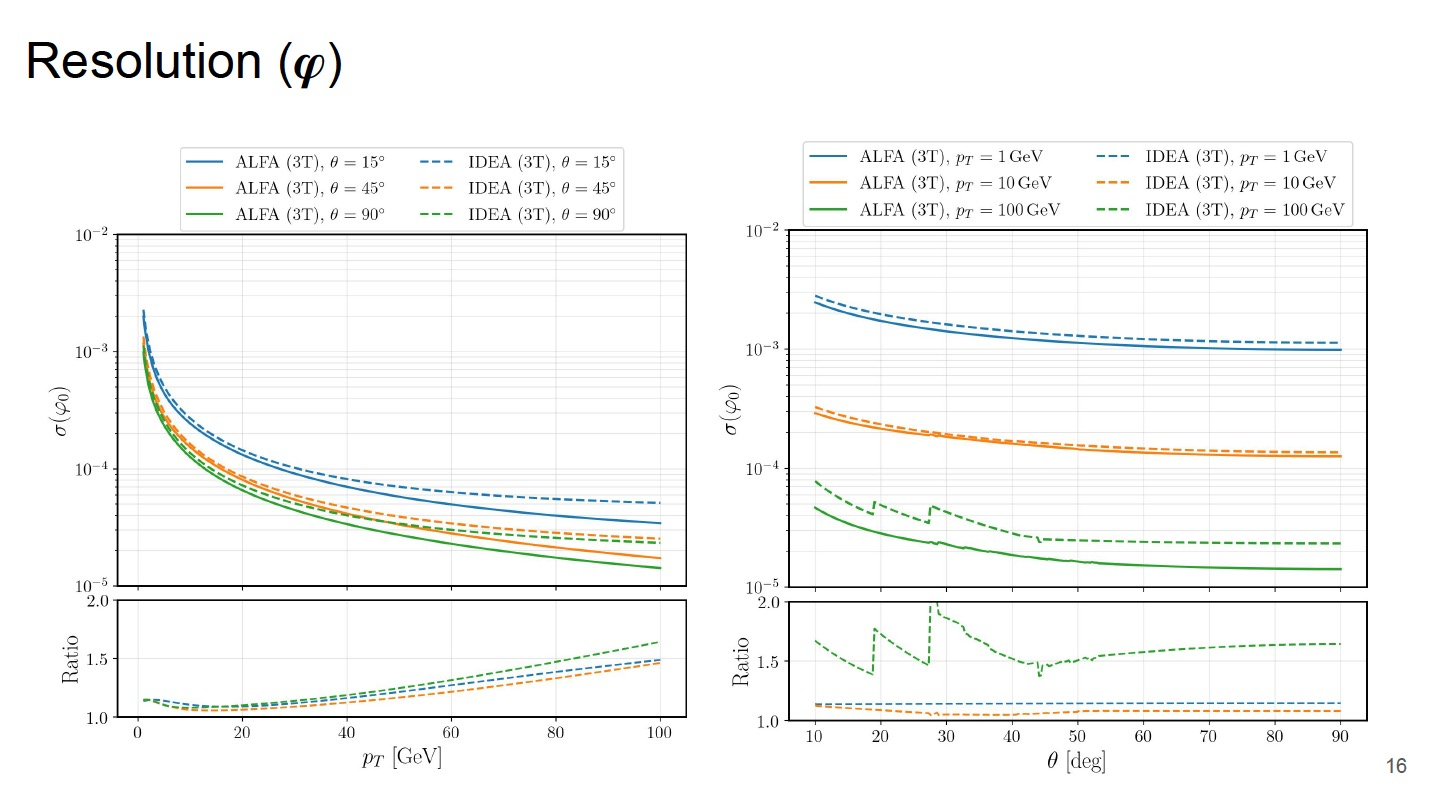 Resolution (φ)
ALFA (3T), θ = 15°
IDEA (3T), θ = 15°
ALFA (3T), θ = 45°
IDEA (3T), θ = 45°
ALFA (3T), θ = 90°
IDEA (3T), θ = 90°
10⁻²
10⁻³
10⁻⁴
10⁻⁵
σ(φ₀)
2.0
1.5
1.0
Ratio
0 20 40 60 80 100
p_T [GeV]
ALFA (3T), p_T = 1 GeV
IDEA (3T), p_T = 1 GeV
ALFA (3T), p_T = 10 GeV
IDEA (3T), p_T = 10 GeV
ALFA (3T), p_T = 100 GeV
IDEA (3T), p_T = 100 GeV
10⁻²
10⁻³
10⁻⁴
10⁻⁵
σ(φ₀)
2.0
1.5
1.0
Ratio
10 20 30 40 50 60 70 80 90
θ [deg]
16